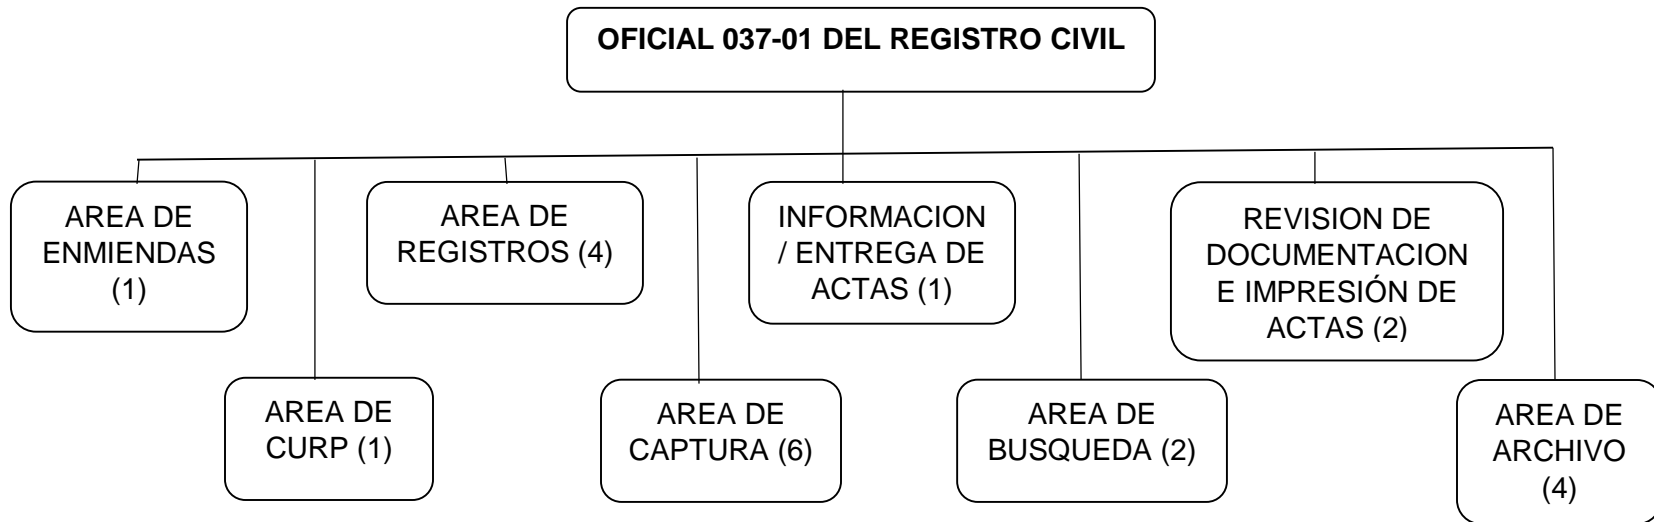 OFICIAL 037-01 DEL REGISTRO CIVIL
AREA DE
ENMIENDAS
(1)
AREA DE
REGISTROS (4)
INFORMACION
/ ENTREGA DE
ACTAS (1)
REVISION DE
DOCUMENTACION
E IMPRESIÓN DE
ACTAS (2)
AREA DE
CURP (1)
AREA DE
CAPTURA (6)
AREA DE
BUSQUEDA (2)
AREA DE
ARCHIVO
(4)